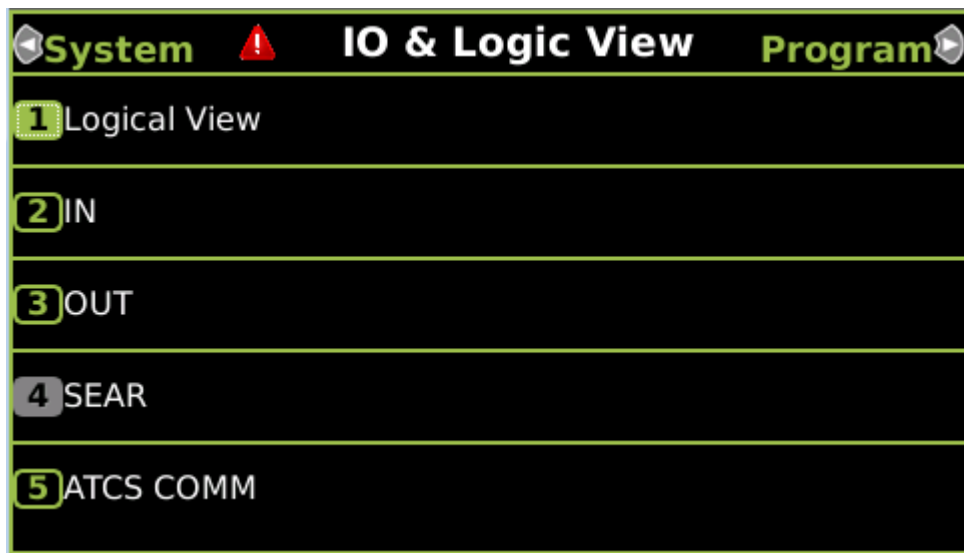 System IO & Logic View Program
1 Logical View
2 IN
3 OUT
4 SEAR
5 ATCS COMM